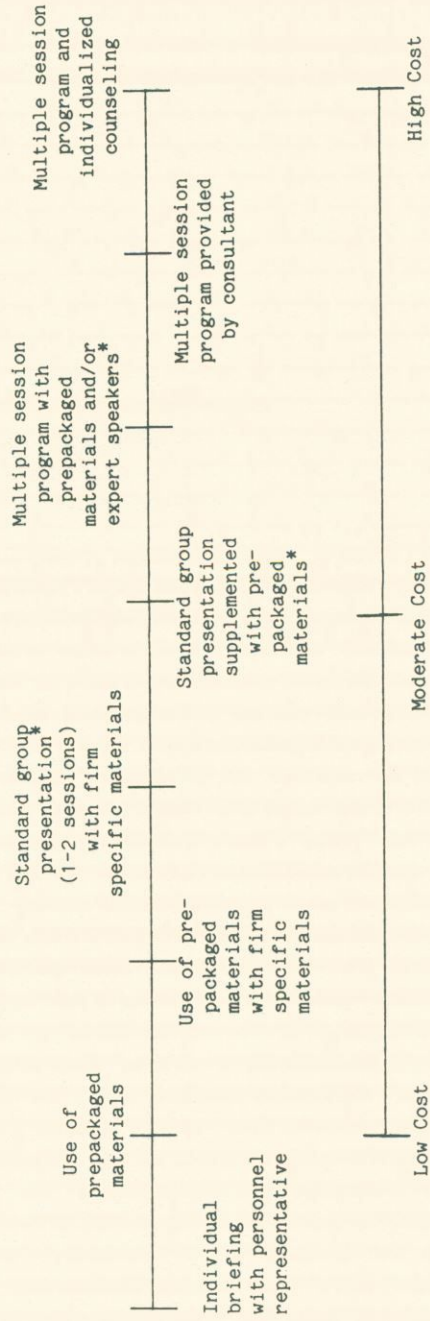 Individual
briefing
with personnel
representative
Use of
prepackaged
materials
Use of pre-
packaged
materials
with firm
specific
materials
Standard group
presentation*
(1-2 sessions)
with firm
specific materials
Standard group
presentation
supplemented
with pre-
packaged
materials*
Multiple session
program with
prepackaged
materials and/or
expert speakers*
Multiple session
program provided
by consultant
Multiple session
program and
individualized
counseling
Low Cost
Moderate Cost
High Cost